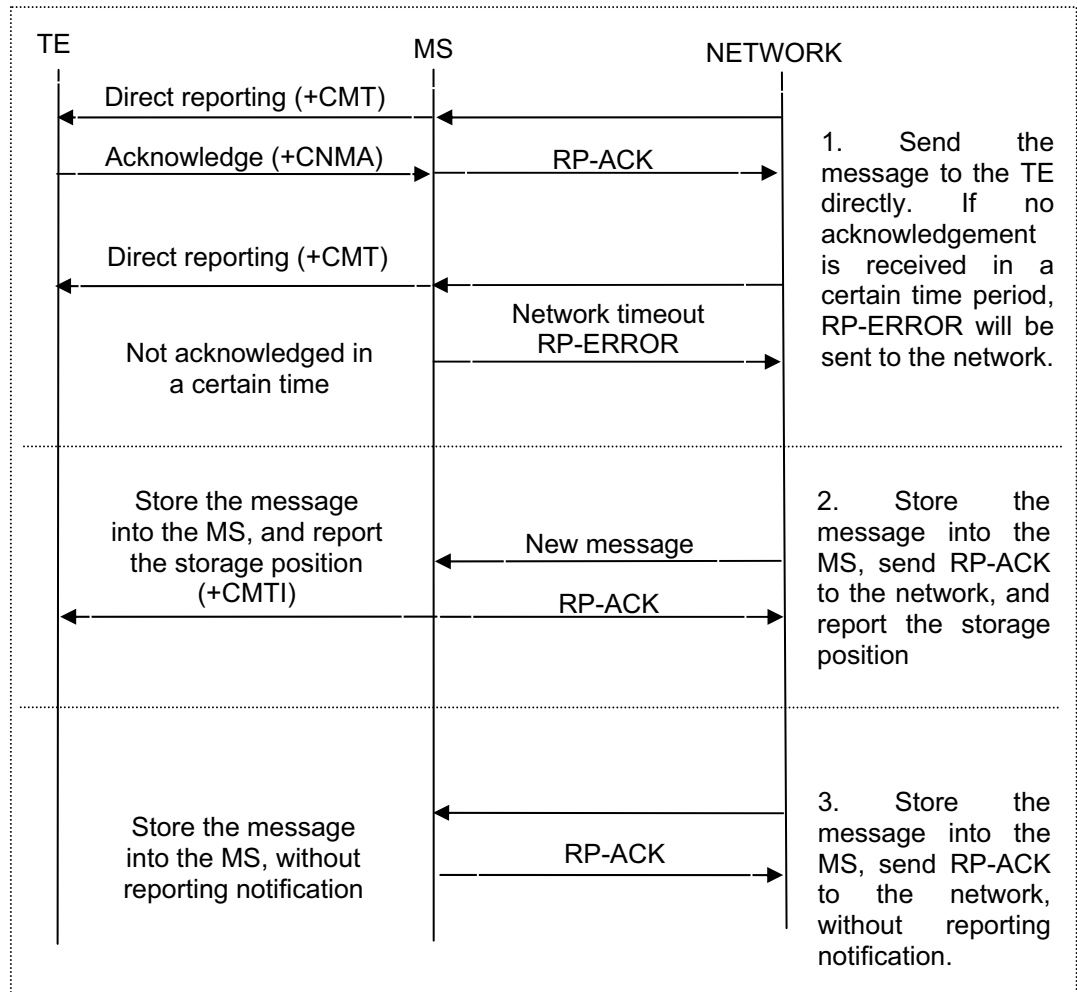 TE
MS
NETWORK
Direct reporting (+CMT)
Acknowledge (+CNMA)
RP-ACK
Direct reporting (+CMT)
Network timeout
RP-ERROR
Not acknowledged in
a certain time
1. Send the
message to the TE
directly. If no
acknowledgement
is received in a
certain time period,
RP-ERROR will be
sent to the network.
Store the message
into the MS, and report
the storage position
(+CMTI)
New message
RP-ACK
2. Store the
message into the
MS, send RP-ACK
to the network, and
report the storage
position
Store the message
into the MS, without
reporting notification
RP-ACK
3. Store the
message into the
MS, send RP-ACK
to the network,
without reporting
notification.